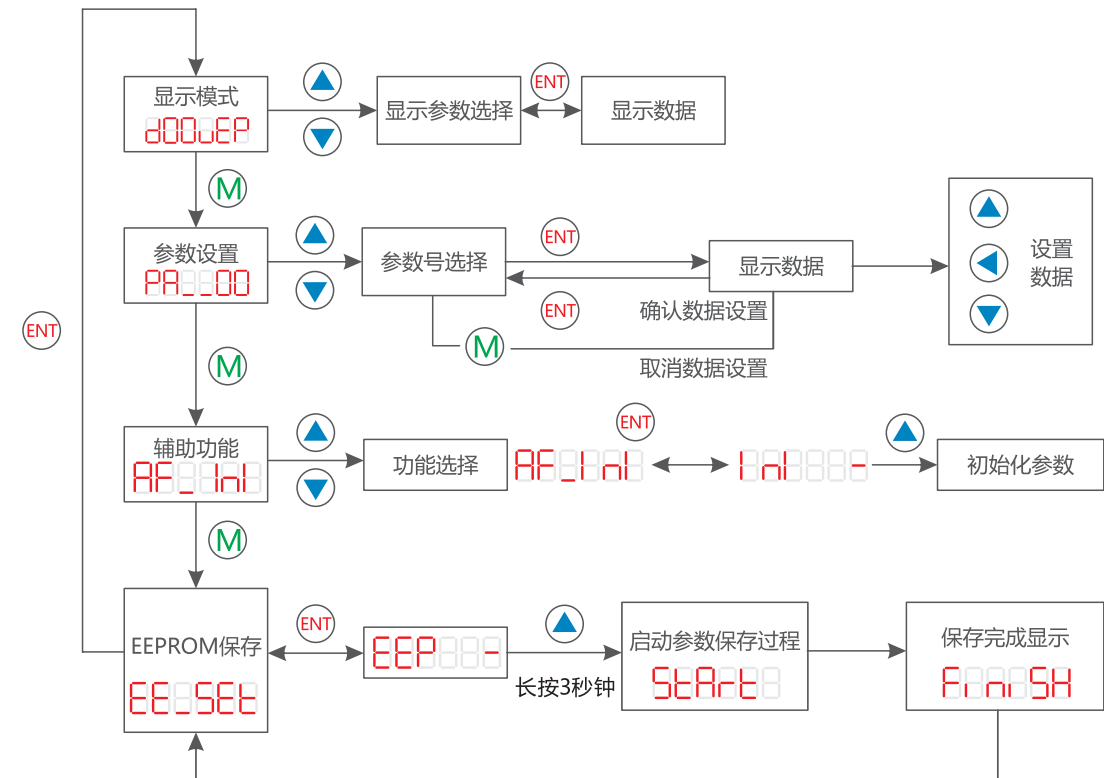 显示模式
d00uEP
显示参数选择
ENT
显示数据
M
参数设置
PA__00
参数号选择
ENT
显示数据
设置
数据
ENT
确认数据设置
M
取消数据设置
ENT
M
辅助功能
AF_InI
功能选择
AF_InI
ENT
InI -
初始化参数
M
EEPROM保存
EE_SEt
ENT
EEP -
长按3秒钟
启动参数保存过程
StArt
保存完成显示
FiniSH